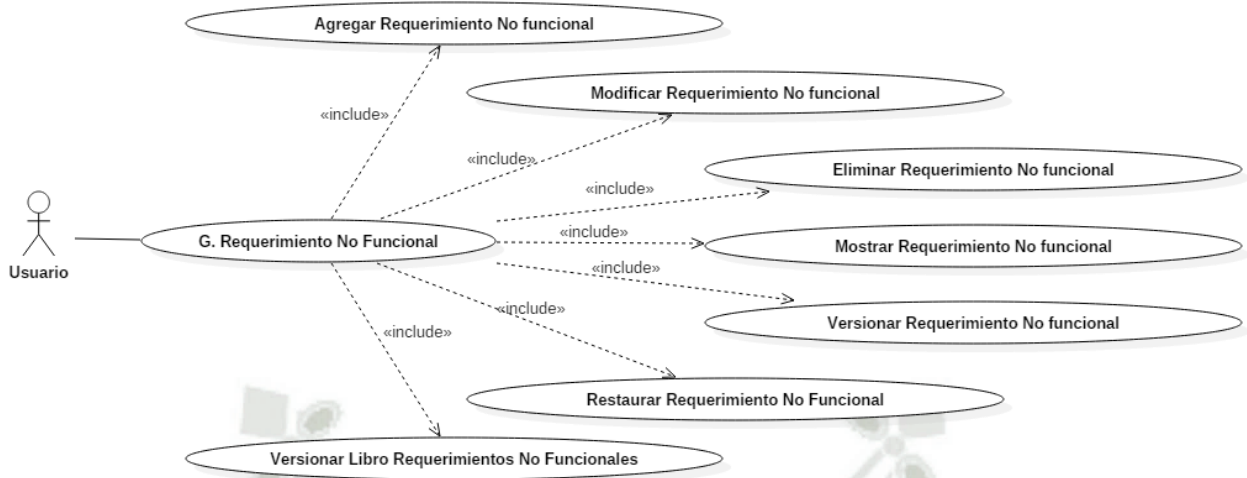 Agregar Requerimiento No funcional
Modificar Requerimiento No funcional
«include»
«include»
Eliminar Requerimiento No funcional
«include»
G. Requerimiento No Funcional
«include»
Mostrar Requerimiento No funcional
Usuario
«include»
Versionar Requerimiento No funcional
«include»
«include»
Restaurar Requerimiento No Funcional
Versionar Libro Requerimientos No Funcionales